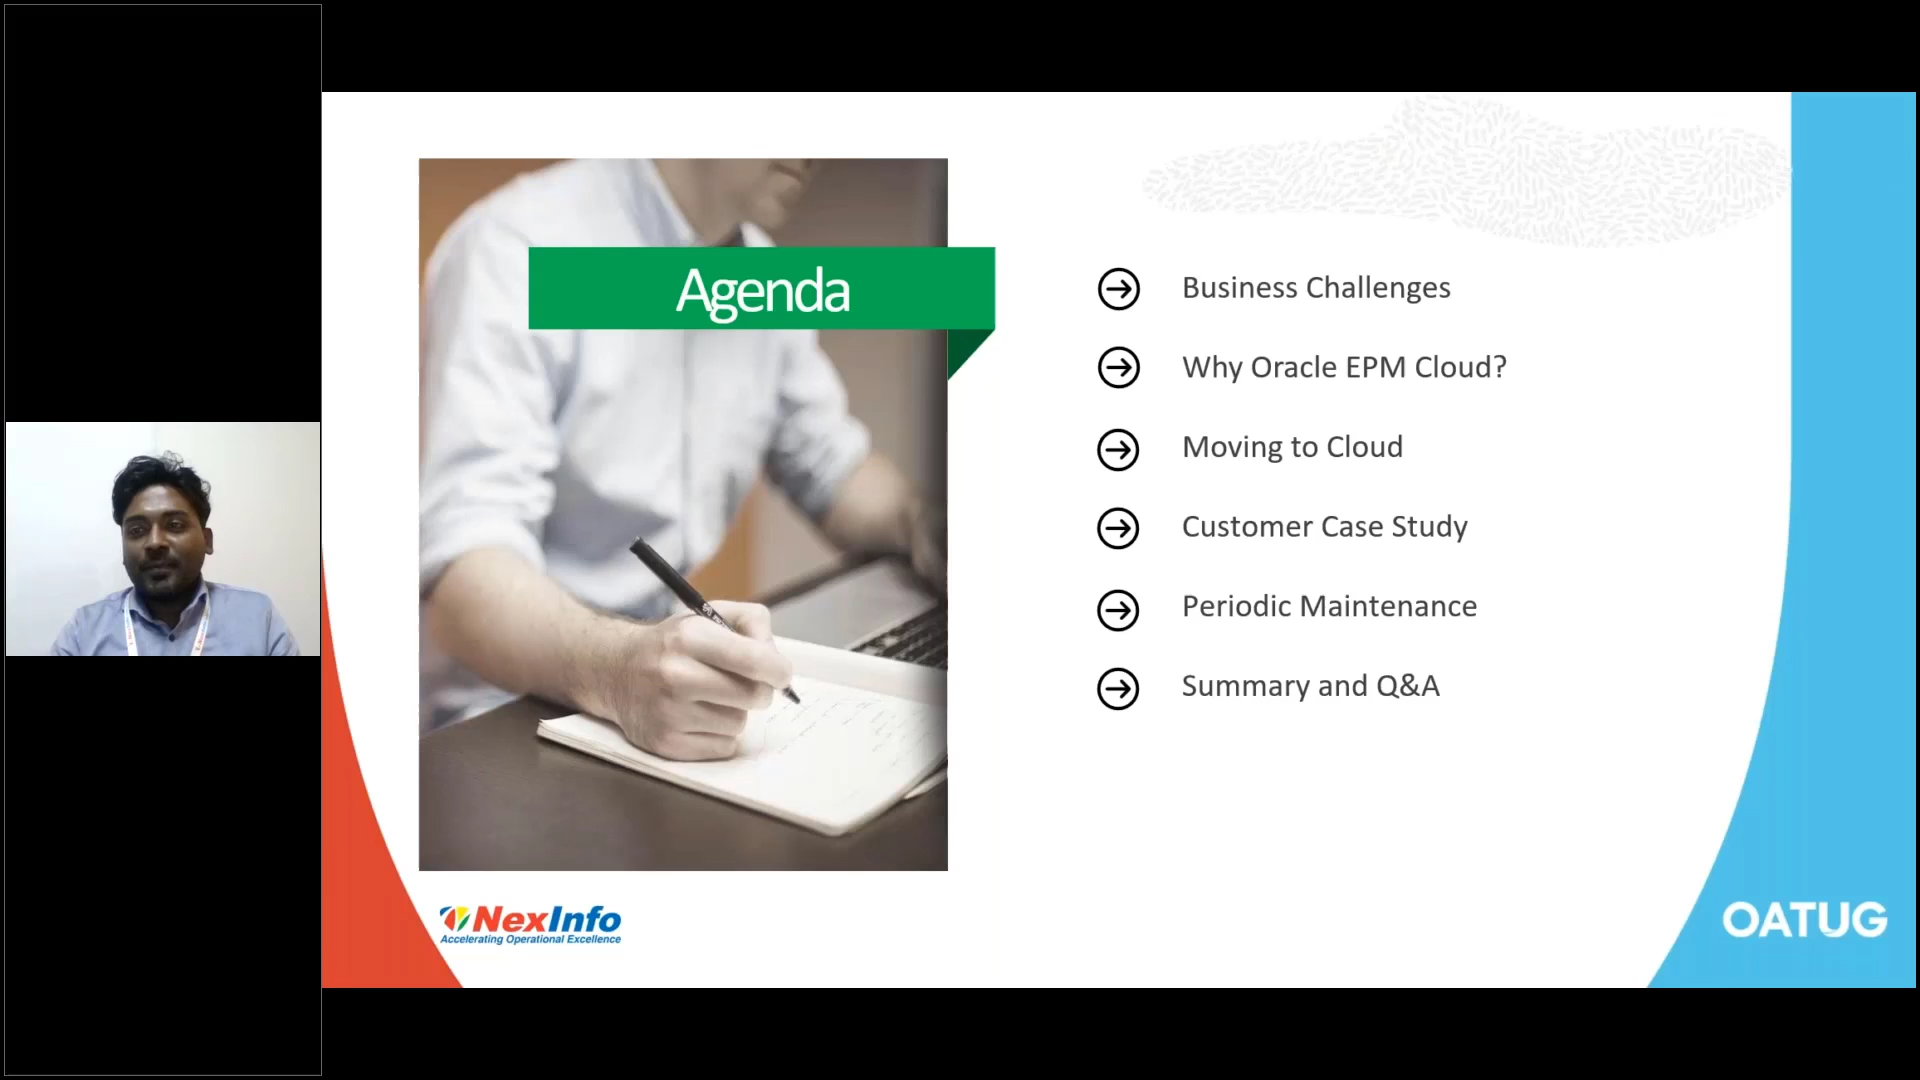 Agenda
Business Challenges
Why Oracle EPM Cloud?
Moving to Cloud
Customer Case Study
Periodic Maintenance
Summary and Q&A
NexInfo
Accelerating Operational Excellence
OATUG